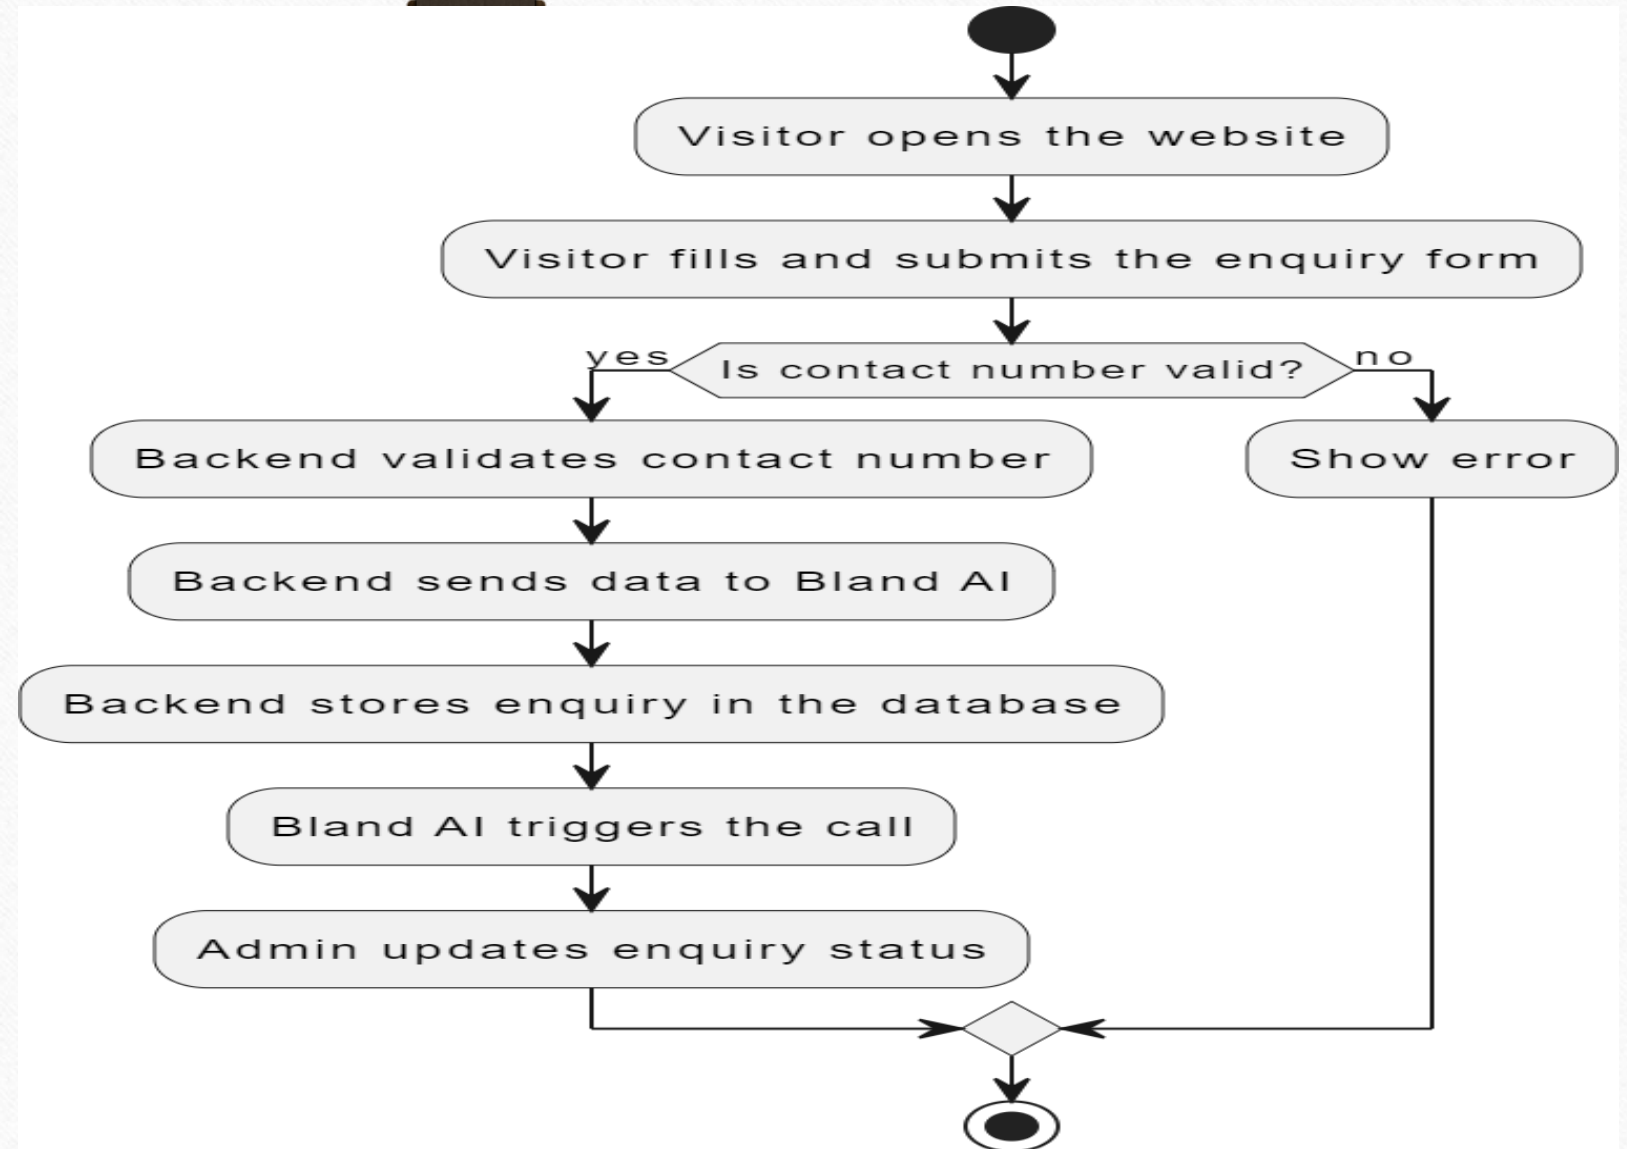 Visitor opens the website
Visitor fills and submits the enquiry form
yes
Is contact number valid?
no
Backend validates contact number
Show error
Backend sends data to Bland AI
Backend stores enquiry in the database
Bland AI triggers the call
Admin updates enquiry status